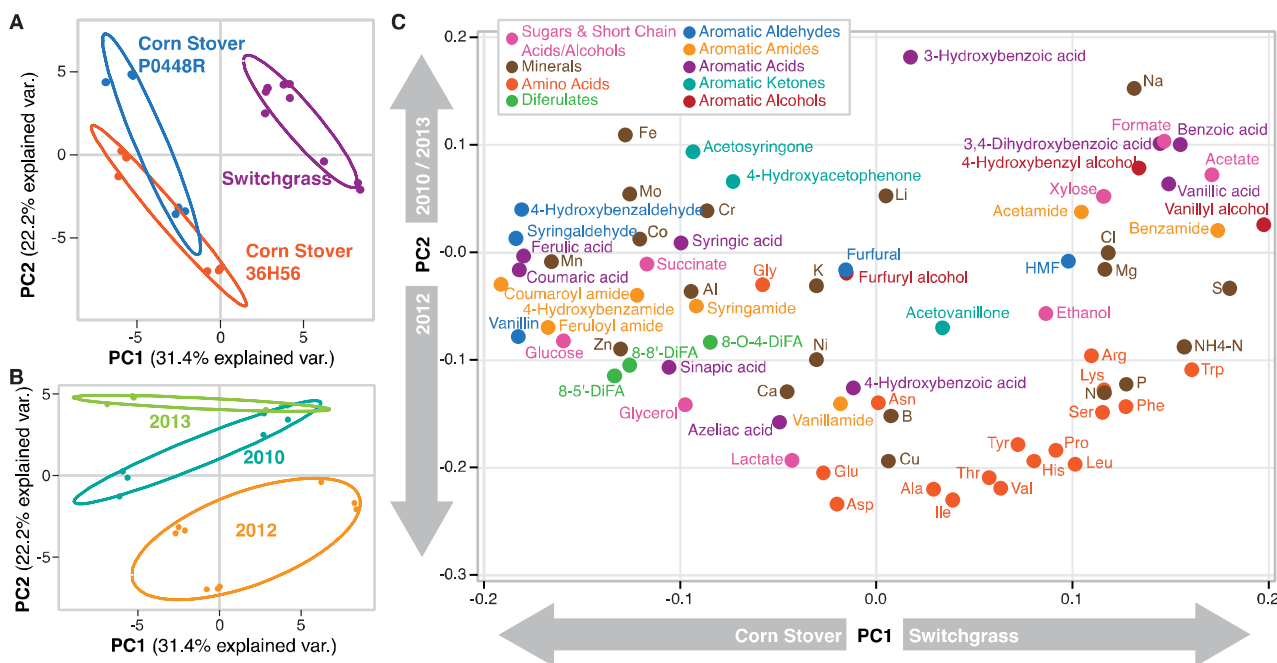 A
5
0
-5
-5
0
5
PC2 (22.2% explained var.)
PC1 (31.4% explained var.)
Corn Stover
P0448R
Switchgrass
Corn Stover
36H56
B
5
0
-5
-5
0
5
PC2 (22.2% explained var.)
PC1 (31.4% explained var.)
2013
2010
2012
C
2010 / 2013
PC2
2012
0.2
0.1
-0.0
-0.1
-0.2
-0.3
Sugars & Short Chain
Acids/Alcohols
Minerals
Amino Acids
Diferulates
Aromatic Aldehydes
Aromatic Amides
Aromatic Acids
Aromatic Ketones
Aromatic Alcohols
3-Hydroxybenzoic acid
Na
Fe
Acetosyringone
Formate
Benzoic acid
3,4-Dihydroxybenzoic acid
4-Hydroxybenzyl alcohol
Acetate
4-Hydroxyacetophenone
Mo
Li
Xylose
Vanillic acid
4-Hydroxybenzaldehyde
Cr
Acetamide
Vanillyl alcohol
Syringaldehyde
Co
Syringic acid
Benzamide
Ferulic acid
Mn
Succinate
Furfural
HMF
Cl
Coumaric acid
Gly
K
Furfuryl alcohol
Mg
Coumaroyl amide
Al
S
4-Hydroxybenzamide
Syringamide
Ethanol
Vanillin
Feruloyl amide
Acetovanillone
Glucose
Zn
8-O-4-DiFA
NH4-N
8-8'-DiFA
Ni
Arg
8-5'-DiFA
Sinapic acid
Lys
Trp
Ca
4-Hydroxybenzoic acid
N
P
Glycerol
Vanillamide
Asn
Ser
Phe
Azeliac acid
B
Tyr
Pro
Lactate
Cu
His
Leu
Glu
Thr
Asp
Ala
Val
Ile
-0.2
-0.1
0.0
0.1
0.2
Corn Stover
PC1
Switchgrass